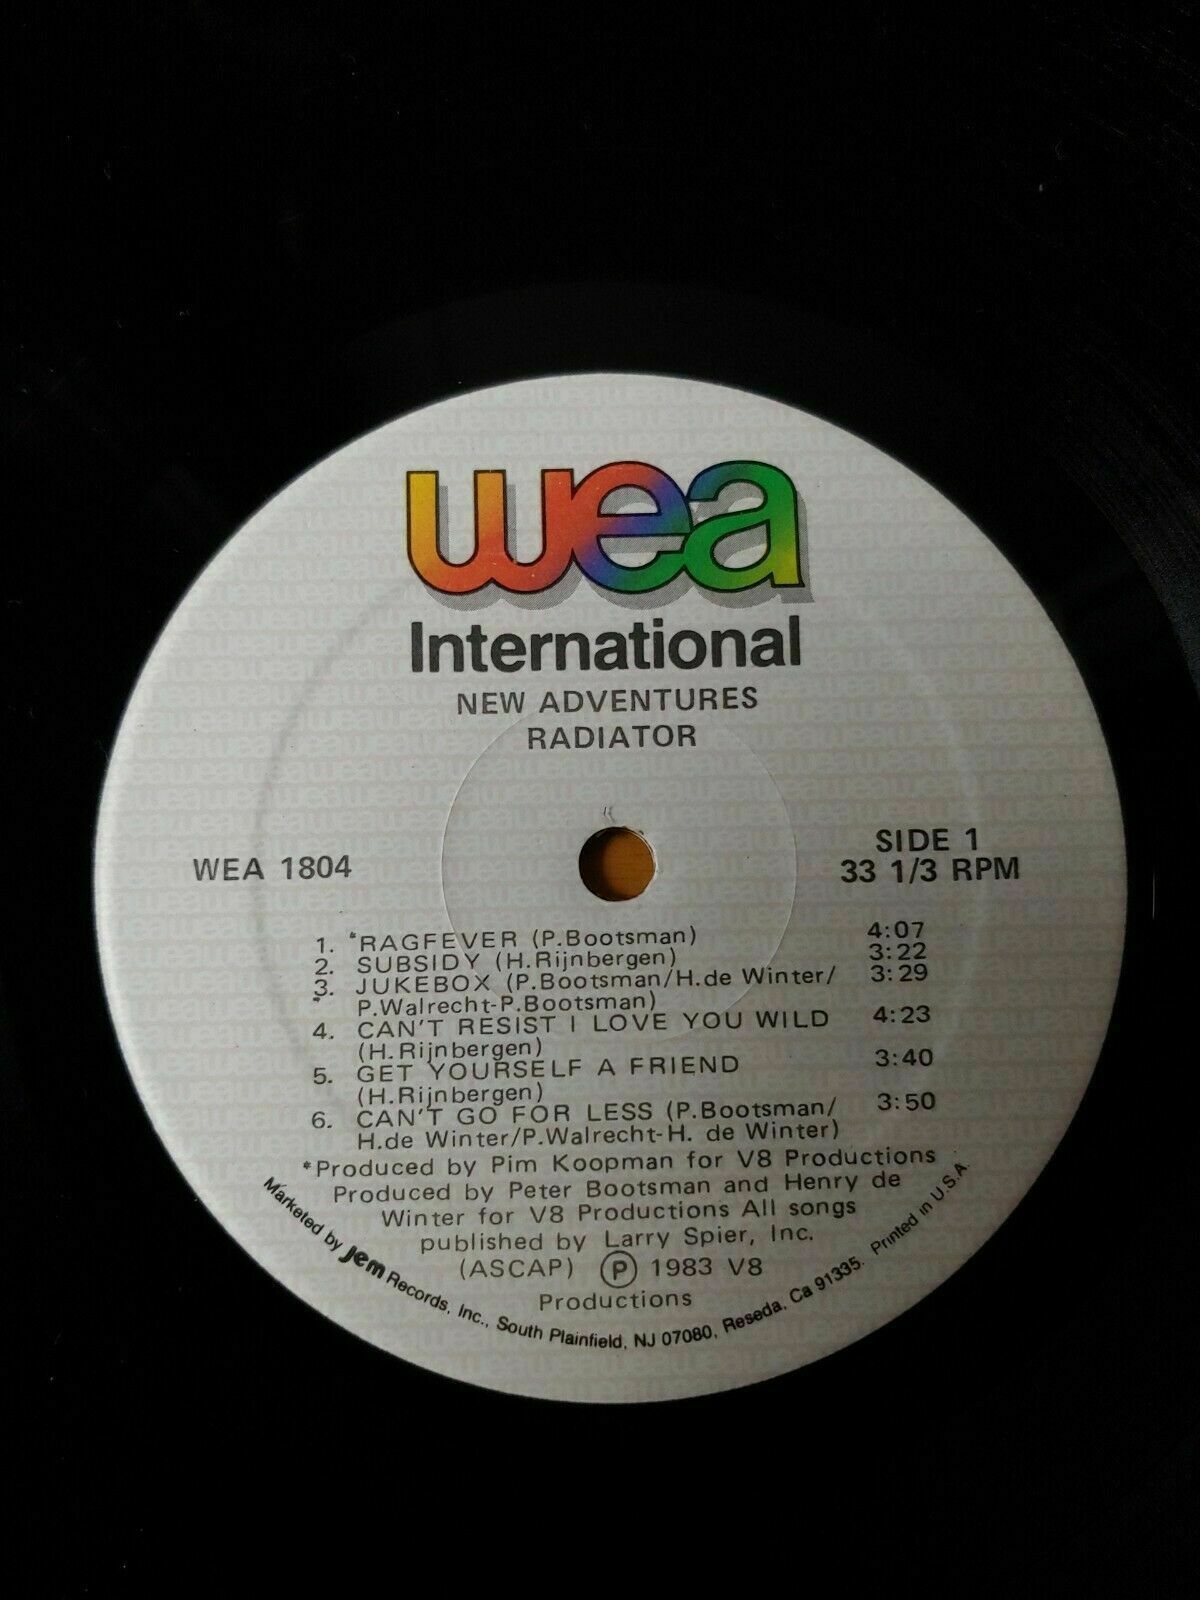 wea
International
NEW ADVENTURES
RADIATOR
WEA 1804
SIDE 1
33 1/3 RPM
1. *RAGFEVER (P.Bootsman) 4:07
2. SUBSIDY (H.Rijnbergen) 3:22
3. JUKEBOX (P.Bootsman/H.de Winter/ 3:29
* P.Walrecht-P.Bootsman)
4. CAN'T RESIST I LOVE YOU WILD 4:23
(H.Rijnbergen)
5. GET YOURSELF A FRIEND 3:40
(H.Rijnbergen)
6. CAN'T GO FOR LESS (P.Bootsman/ 3:50
H.de Winter/P.Walrecht-H. de Winter)
*Produced by Pim Koopman for V8 Productions
Produced by Peter Bootsman and Henry de
Winter for V8 Productions All songs
published by Larry Spier, Inc.
(ASCAP) Ⓟ 1983 V8
Productions
Marketed by jem Records, Inc., South Plainfield, NJ 07080, Reseda, Ca 91335. Printed in U.S.A.